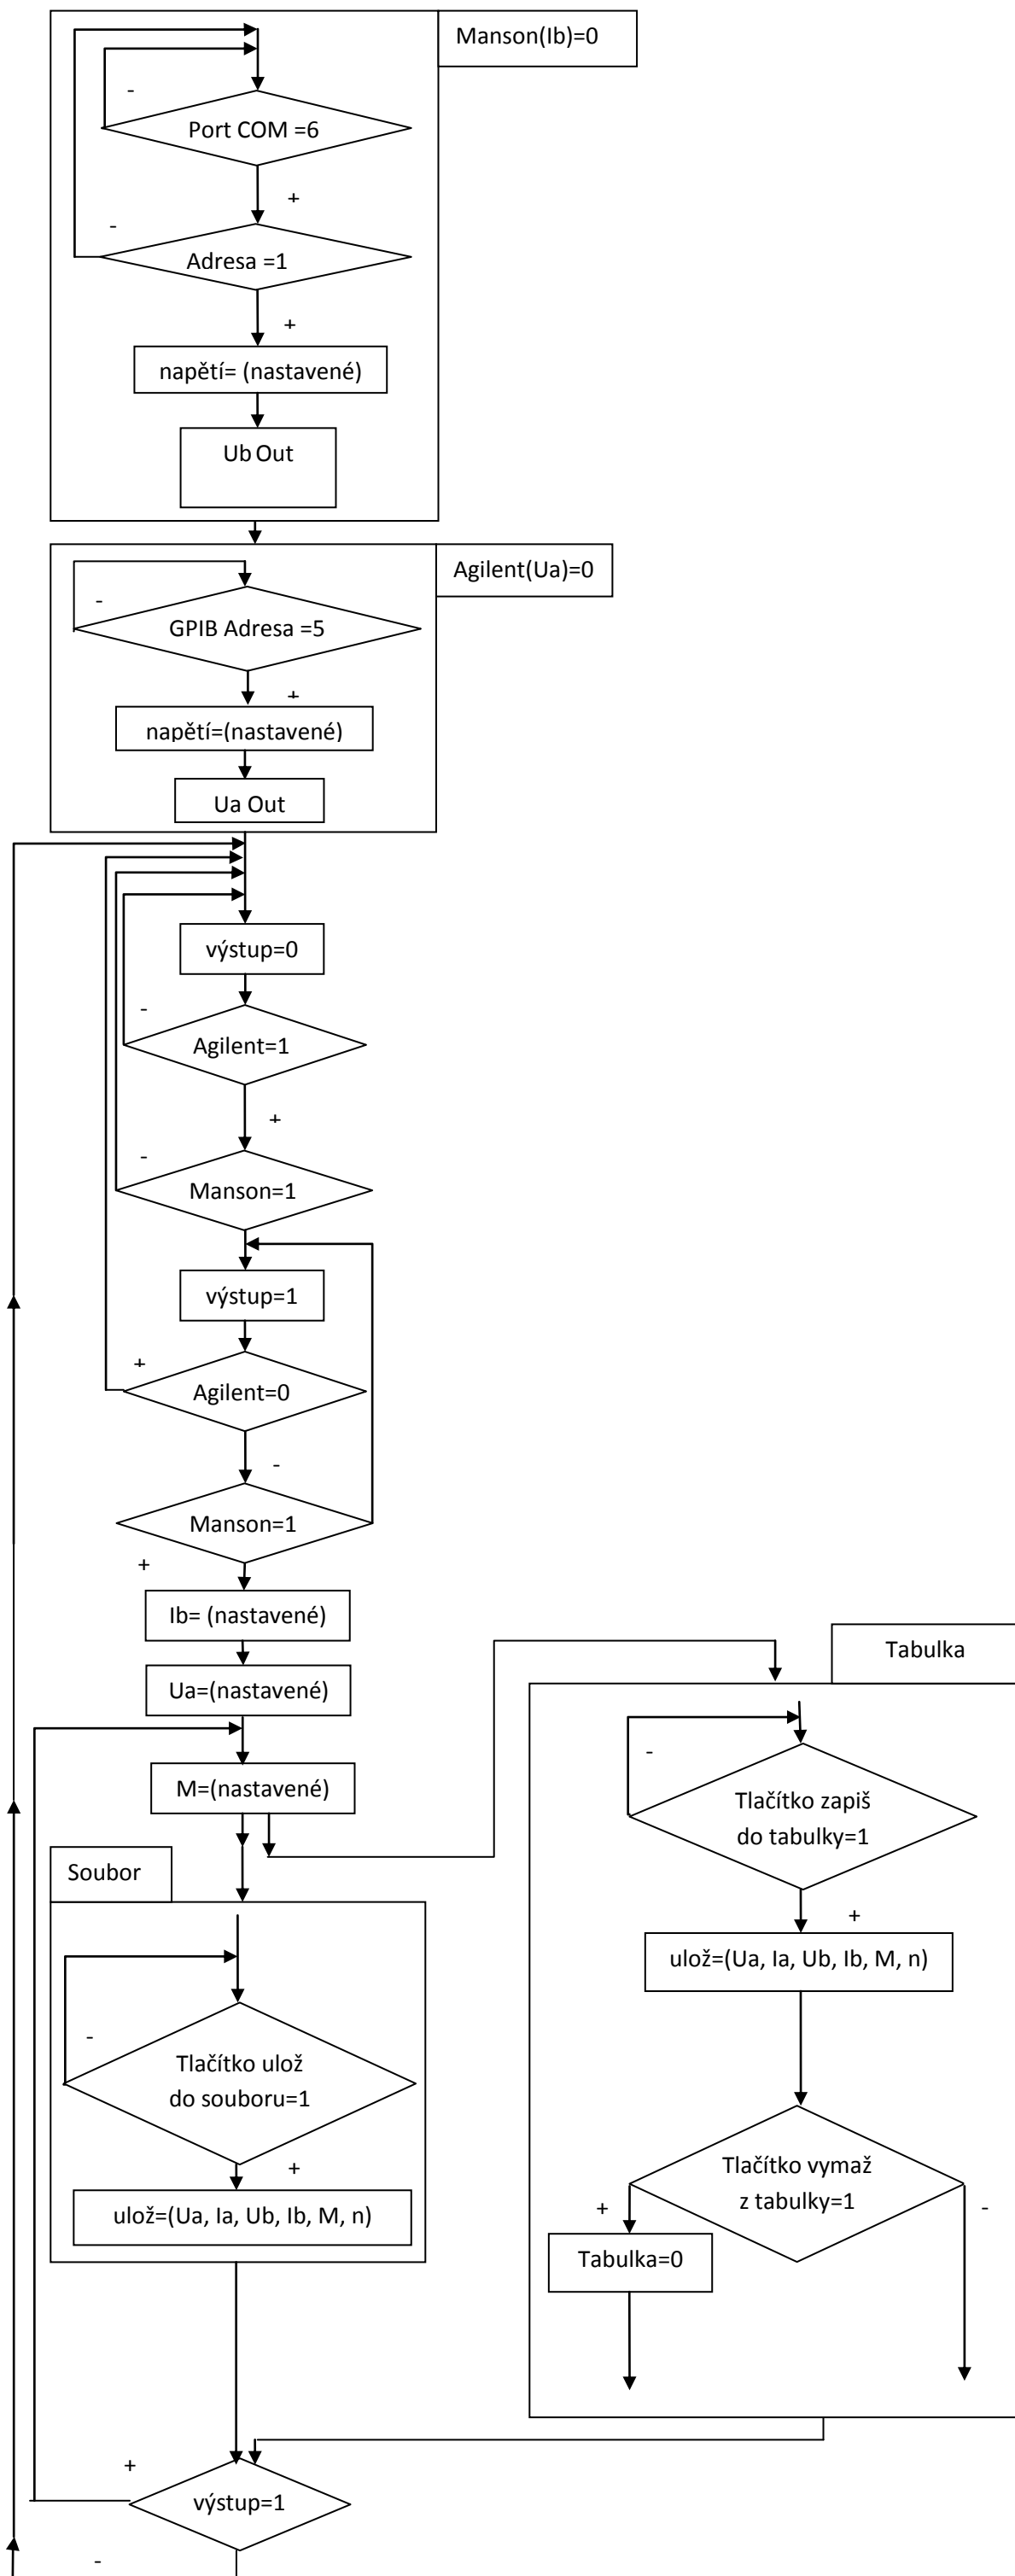 Manson(Ib)=0
-
Port COM =6
+
-
Adresa =1
+
napětí= (nastavené)
Ub Out
Agilent(Ua)=0
-
GPIB Adresa =5
+
napětí=(nastavené)
Ua Out
výstup=0
-
Agilent=1
+
-
Manson=1
výstup=1
+
Agilent=0
-
Manson=1
+
Ib= (nastavené)
Ua=(nastavené)
M=(nastavené)
Tabulka
-
Tlačítko zapiš
do tabulky=1
+
ulož=(Ua, Ia, Ub, Ib, M, n)
Tlačítko vymaž
z tabulky=1
+
-
Tabulka=0
Soubor
-
Tlačítko ulož
do souboru=1
+
ulož=(Ua, Ia, Ub, Ib, M, n)
+
výstup=1
-